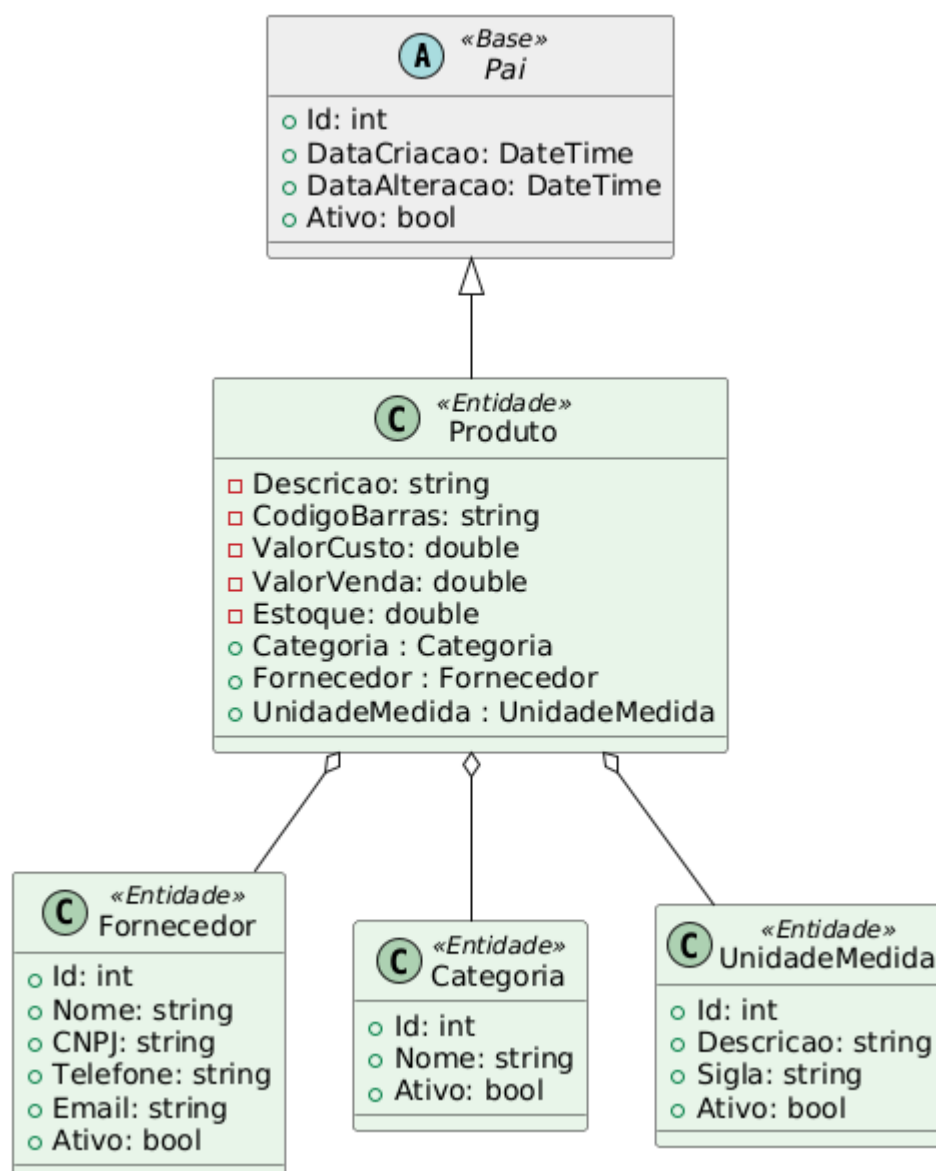 A
«Base»
Pai
Id: int
DataCriacao: DateTime
DataAlteracao: DateTime
Ativo: bool
C
«Entidade»
Produto
Descricao: string
CodigoBarras: string
ValorCusto: double
ValorVenda: double
Estoque: double
Categoria : Categoria
Fornecedor : Fornecedor
UnidadeMedida : UnidadeMedida
C
«Entidade»
Fornecedor
Id: int
Nome: string
CNPJ: string
Telefone: string
Email: string
Ativo: bool
C
«Entidade»
Categoria
Id: int
Nome: string
Ativo: bool
C
«Entidade»
UnidadeMedida
Id: int
Descricao: string
Sigla: string
Ativo: bool